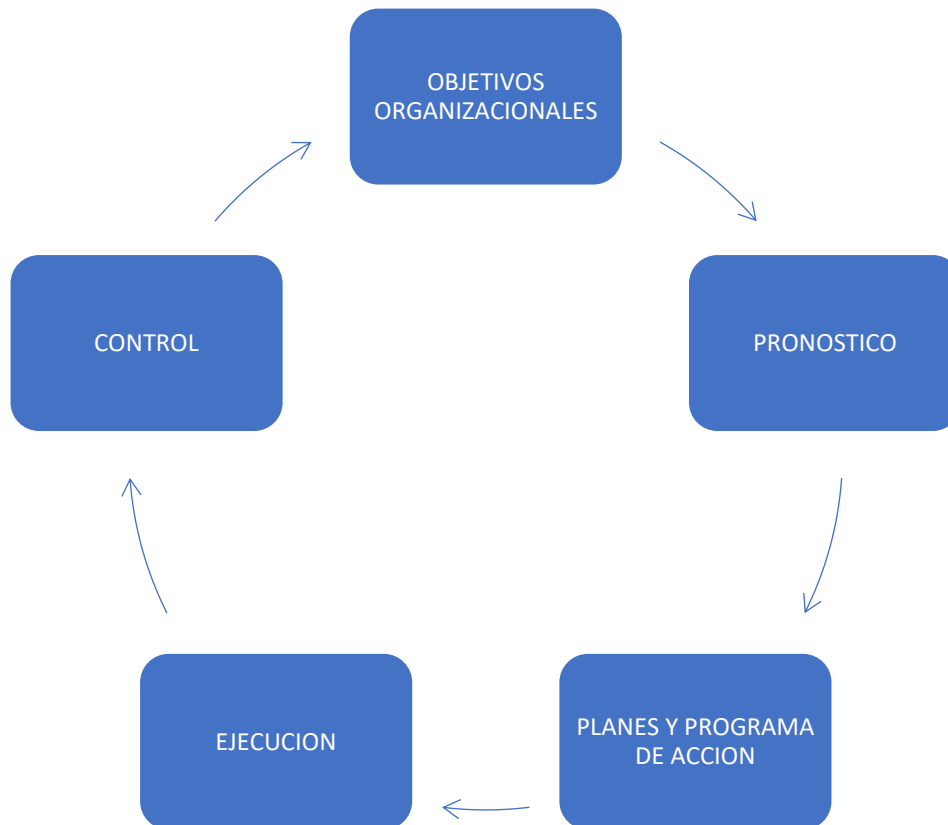 OBJETIVOS
ORGANIZACIONALES
PRONOSTICO
PLANES Y PROGRAMA
DE ACCION
EJECUCION
CONTROL